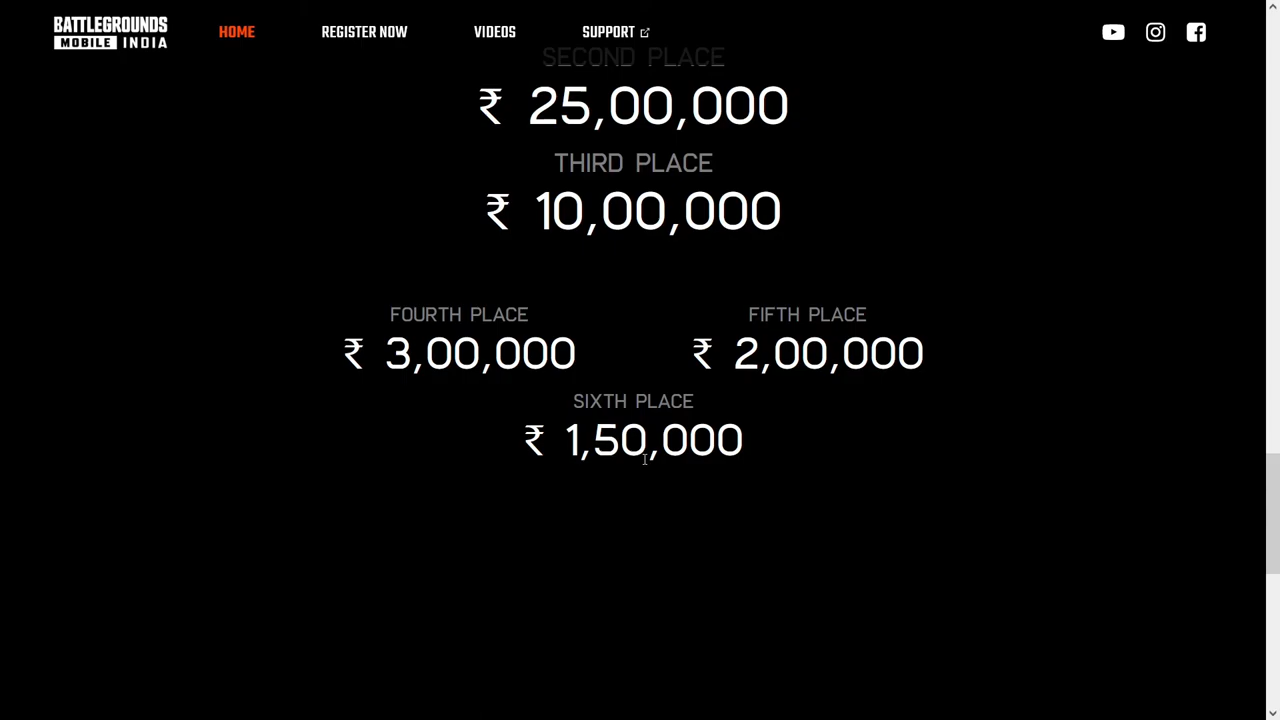 BATTLEGROUNDS
MOBILE INDIA
HOME
REGISTER NOW
VIDEOS
SUPPORT
SECOND PLACE
₹ 25,00,000
THIRD PLACE
₹ 10,00,000
FOURTH PLACE
₹ 3,00,000
FIFTH PLACE
₹ 2,00,000
SIXTH PLACE
₹ 1,50,000